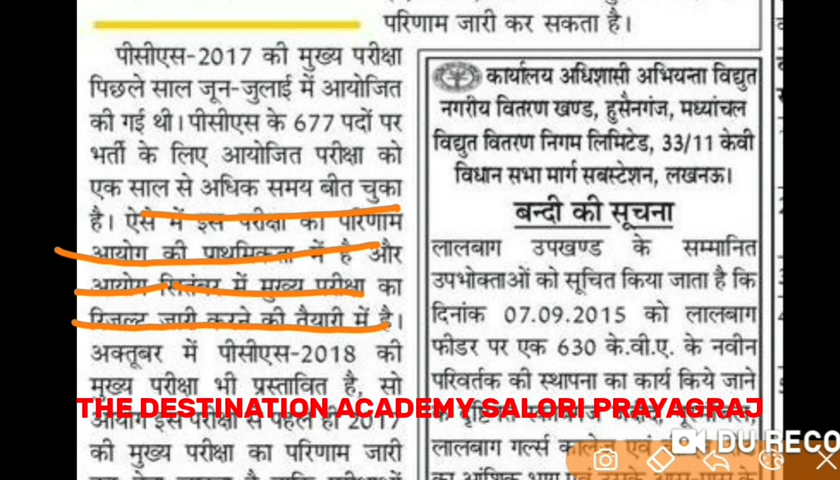 परिणाम जारी कर सकता है।
पीसीएस-2017 की मुख्य परीक्षा
पिछले साल जून-जुलाई में आयोजित
की गई थी। पीसीएस के 677 पदों पर
भर्ती के लिए आयोजित परीक्षा को
एक साल से अधिक समय बीत चुका
है। ऐसे में इस परीक्षा का परिणाम
आयोग की प्राथमिकता में है और
आयोग सितंबर में मुख्य परीक्षा का
रिजल्ट जारी करने की तैयारी में है।
अक्तूबर में पीसीएस-2018 की
मुख्य परीक्षा भी प्रस्तावित है, सो
आयोग इस परीक्षा से पहले ही 2017
की मुख्य परीक्षा का परिणाम जारी
कार्यालय अधिशासी अभियन्ता विद्युत
नगरीय वितरण खण्ड, हुसैनगंज, मध्यांचल
विद्युत वितरण निगम लिमिटेड, 33/11 केवी
विधान सभा मार्ग सबस्टेशन, लखनऊ।
बन्दी की सूचना
लालबाग उपखण्ड के सम्मानित
उपभोक्ताओं को सूचित किया जाता है कि
दिनांक 07.09.2015 को लालबाग
फीडर पर एक 630 के.वी.ए. के नवीन
परिवर्तक की स्थापना का कार्य किये जाने
के
लालबाग गर्ल्स कालेज एवं
का आंशिक भाग एवं उसके आस-पास के
THE DESTINATION ACADEMY SALORI PRAYAGRAJ
DU RECO